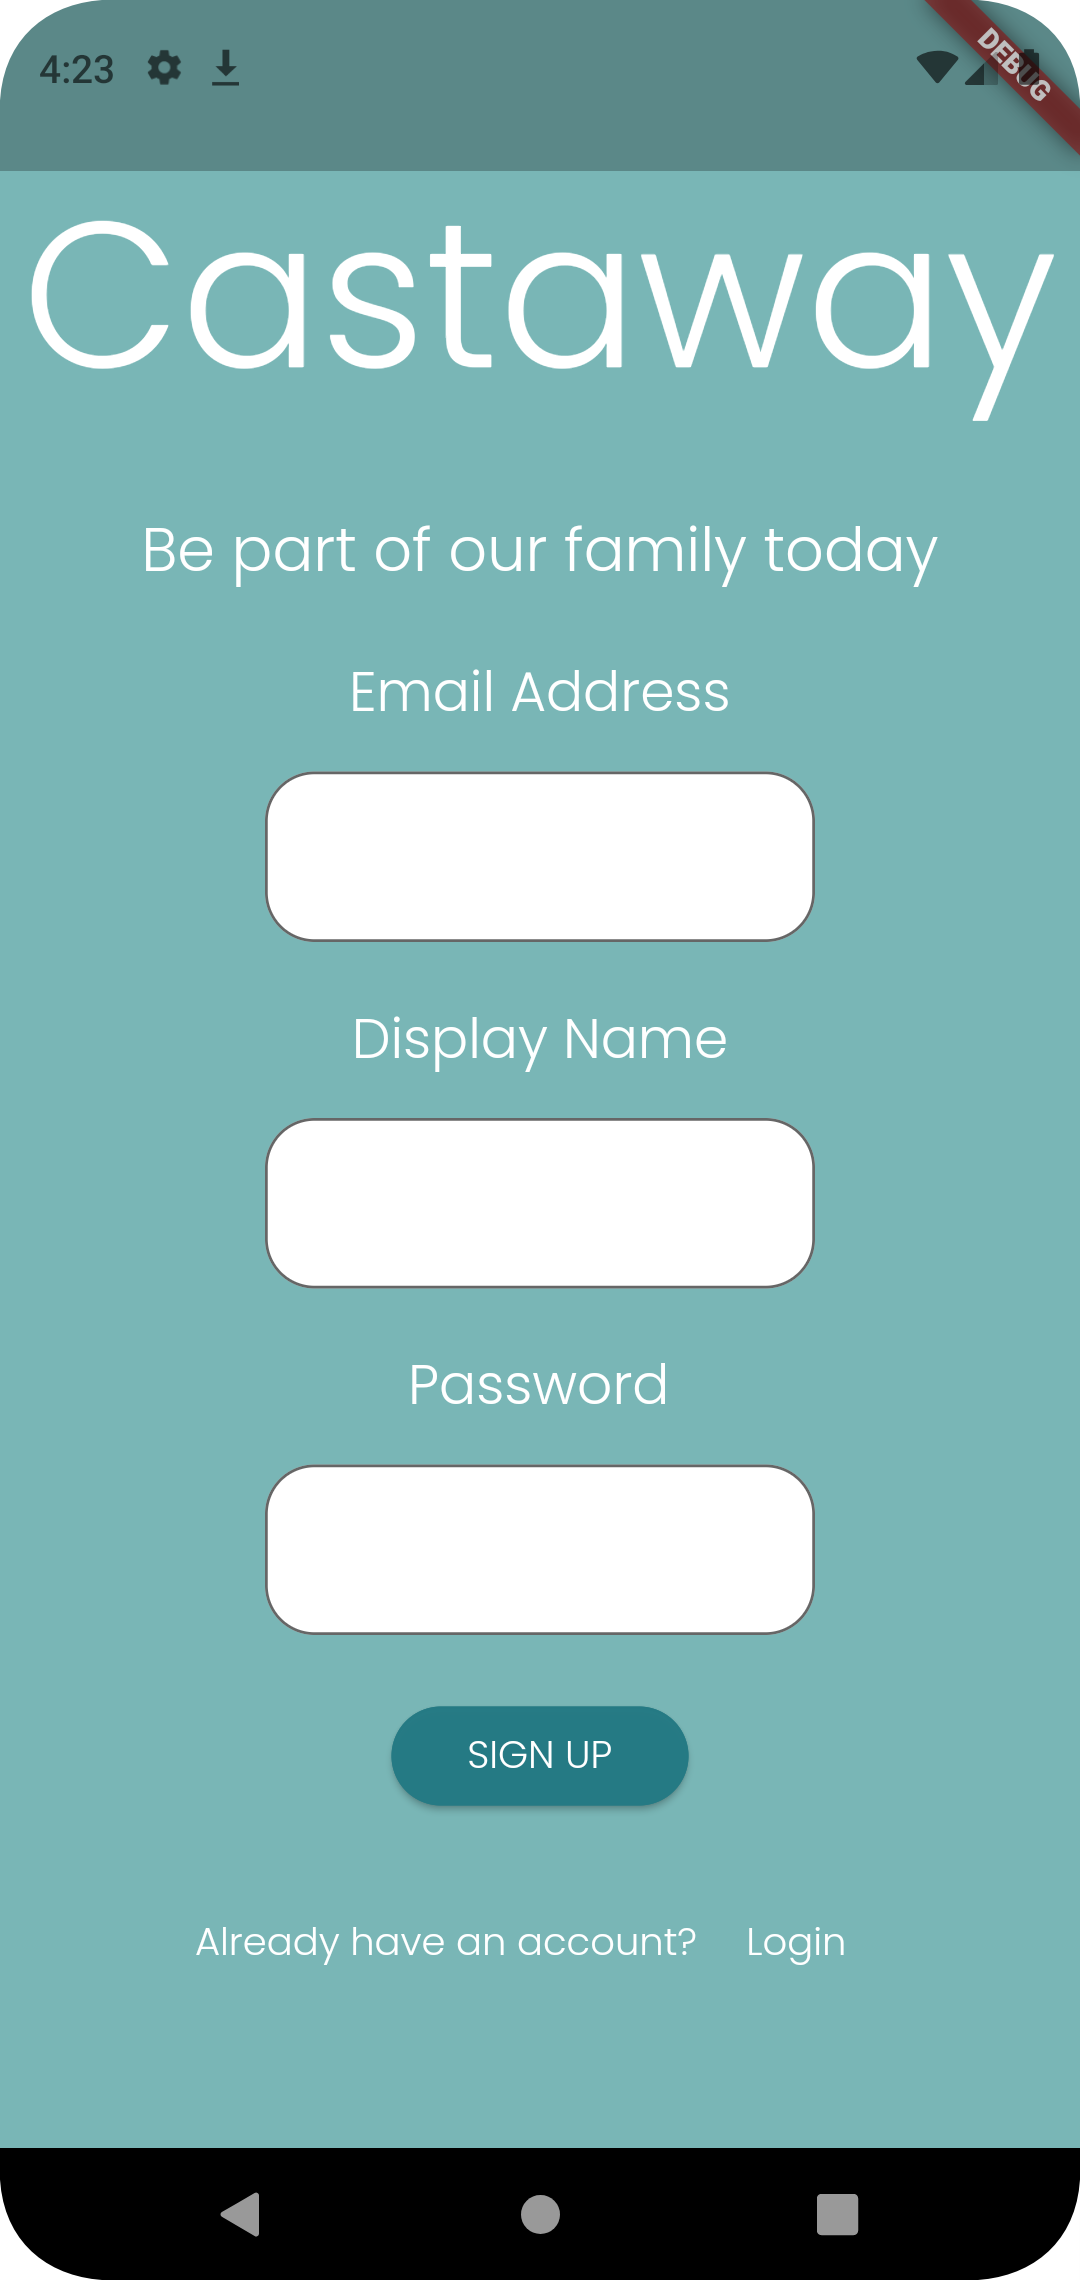 4:23
DEBUG
Castaway
Be part of our family today
Email Address
Display Name
Password
SIGN UP
Already have an account? Login